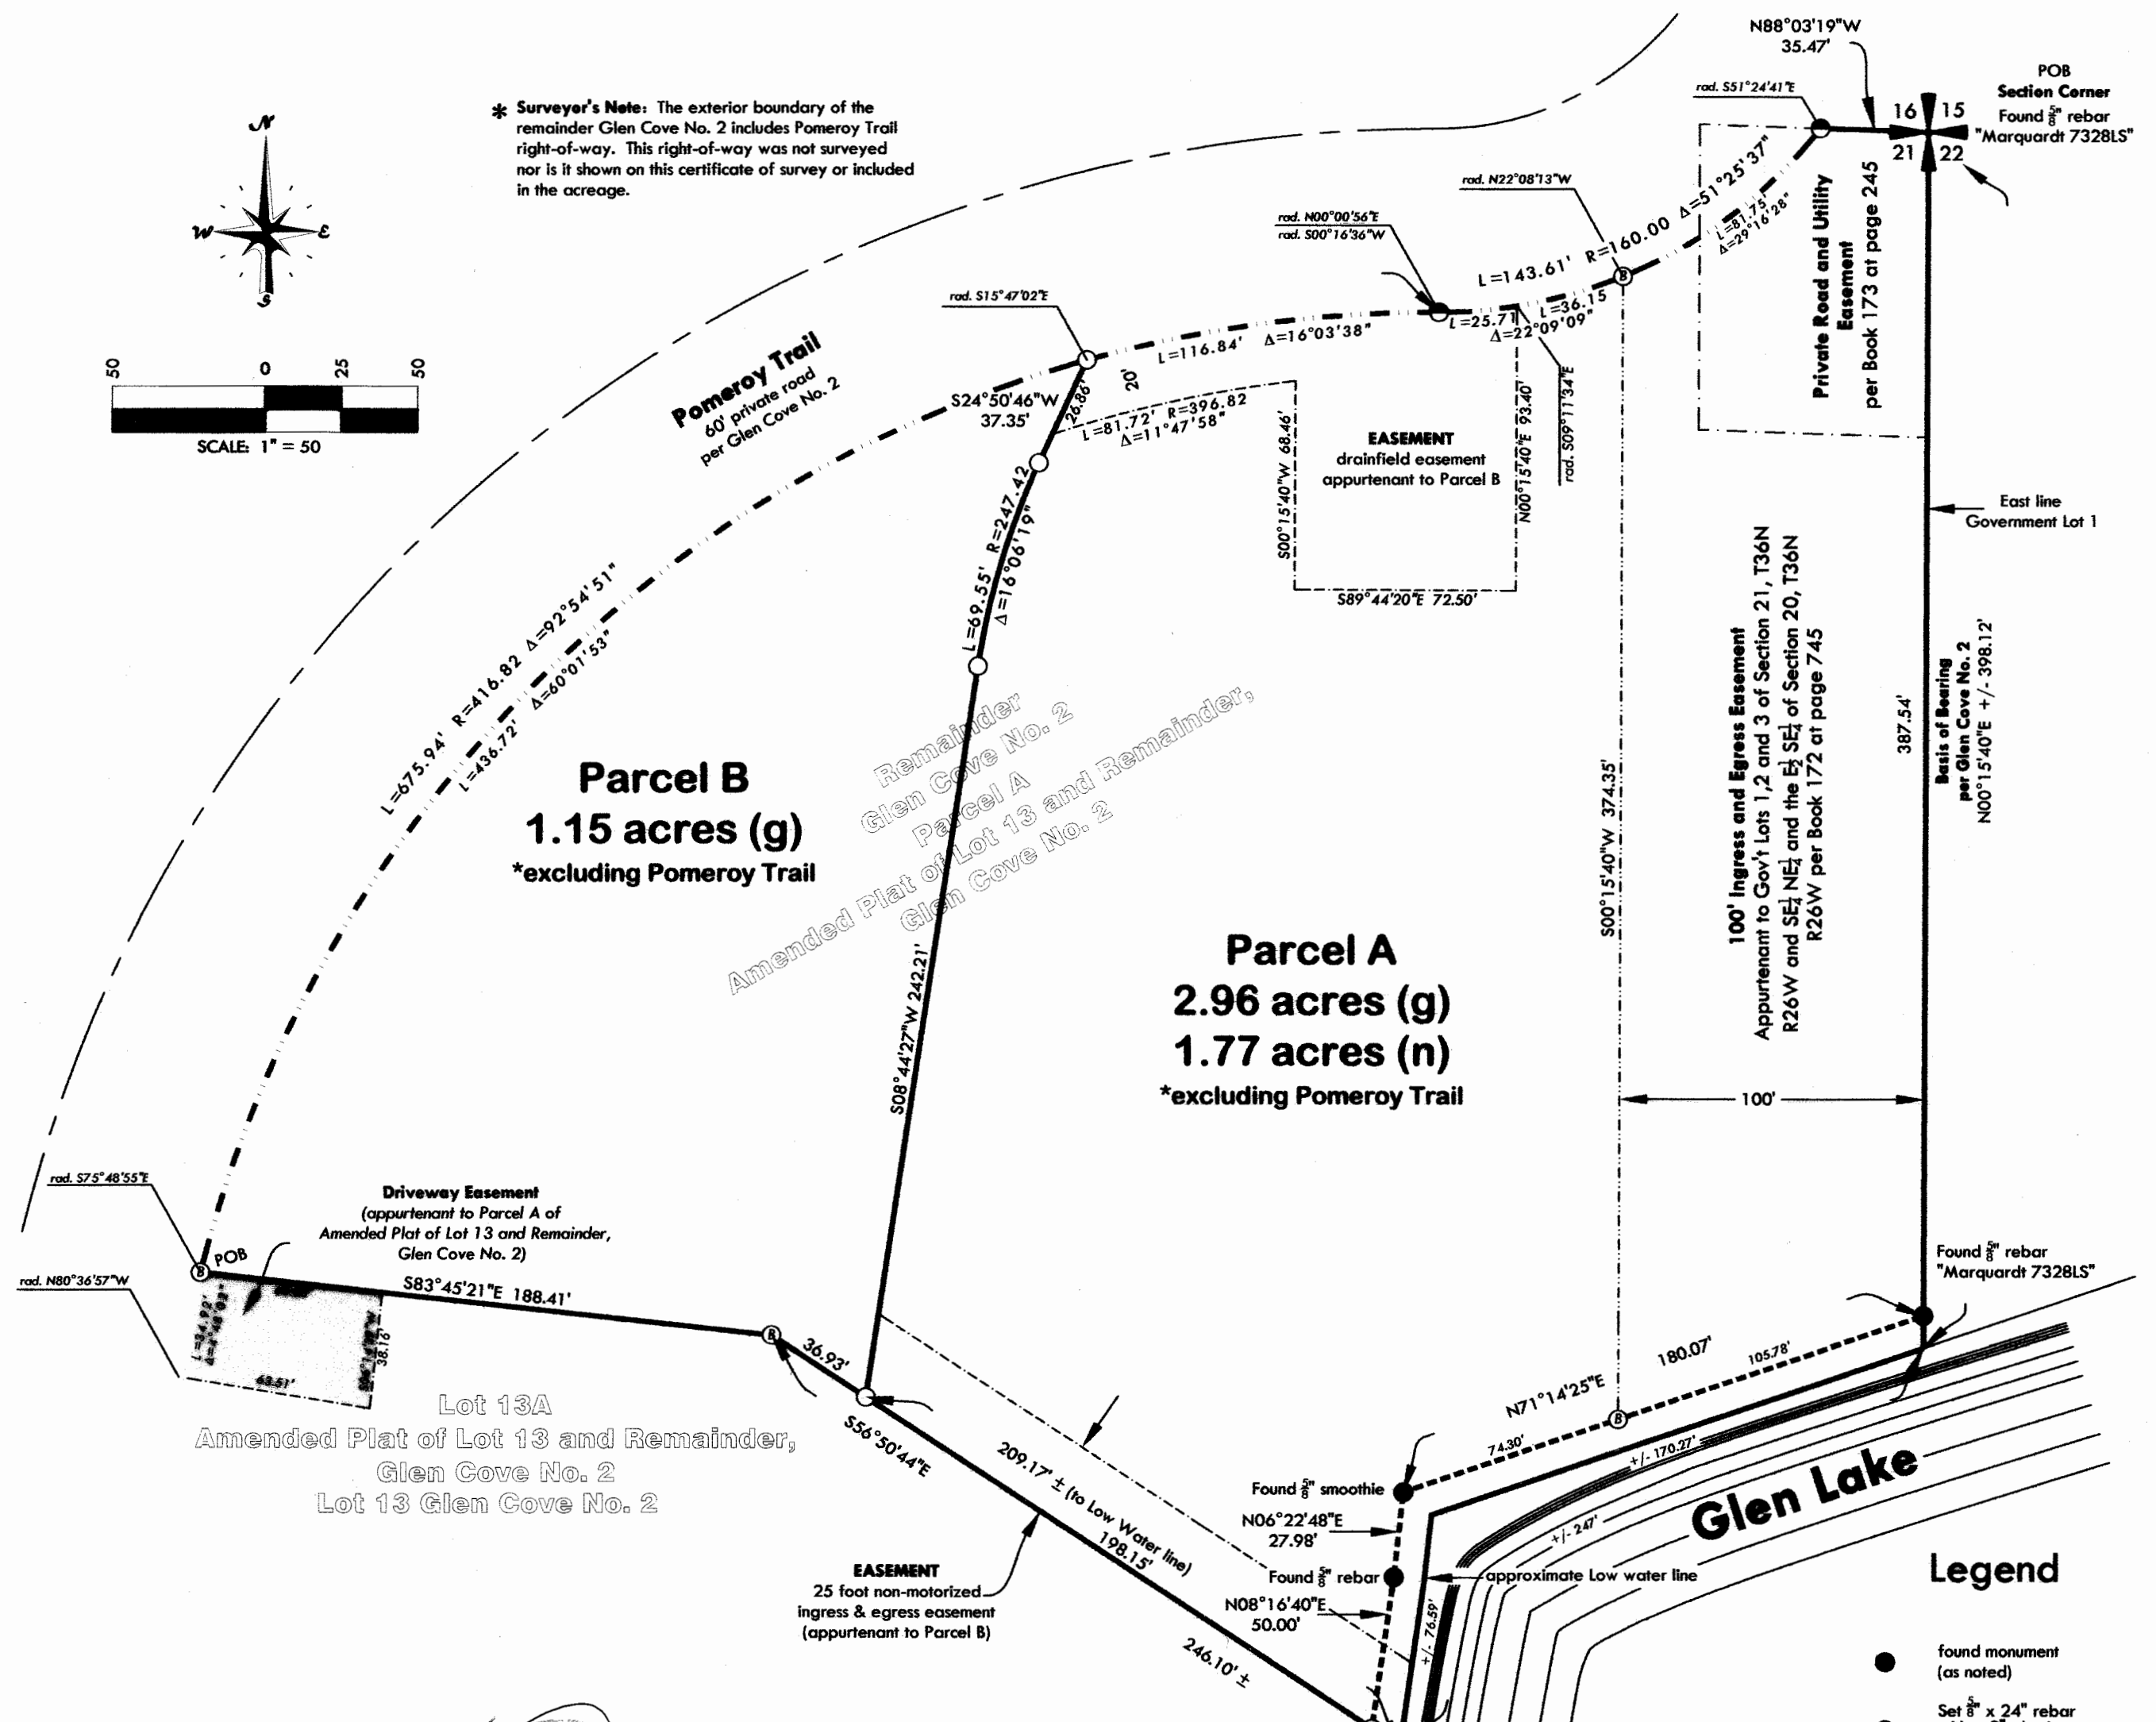 N88°03'19"W
35.47'
POB
Section Corner
Found 5/8" rebar
"Marquardt 7328LS"
rad. S51°24'41"E
16 15
21 22
N
W E
S
* Surveyor's Note: The exterior boundary of the
remainder Glen Cove No. 2 includes Pomeroy Trail
right-of-way. This right-of-way was not surveyed
nor is it shown on this certificate of survey or included
in the acreage.
50 0 25 50
SCALE: 1" = 50
Pomeroy Trail
60' private road
per Glen Cove No. 2
rad. S15°47'02"E
rad. N00°00'56"E
rad. S00°16'36"W
rad. N22°08'13"W
L=143.61' R=160.00 Δ=51°25'37"
L=81.75'
Δ=29°16'28"
L=25.71
L=36.15
Δ=22°09'09"
rad. S09°11'34"E
L=116.84' Δ=16°03'38"
20'
S24°50'46"W
37.35'
26.86'
L=81.72' R=396.82
Δ=11°47'58"
S00°15'40"W 68.46'
EASEMENT
drainfield easement
appurtenant to Parcel B
N00°15'40"E 93.40'
S89°44'20"E 72.50'
Private Road and Utility
Easement
per Book 173 at page 245
East line
Government Lot 1
L=69.55' R=247.42
Δ=16°06'19"
L=675.94' R=416.82 Δ=92°54'51"
L=436.72' Δ=60°01'53"
Parcel B
1.15 acres (g)
*excluding Pomeroy Trail
Remainder
Glen Cove No. 2
Parcel A
Amended Plat of Lot 13 and Remainder,
Glen Cove No. 2
Parcel A
2.96 acres (g)
1.77 acres (n)
*excluding Pomeroy Trail
S08°44'27"W 242.21'
S00°15'40"W 374.35'
100' Ingress and Egress Easement
Appurtenant to Gov't Lots 1,2 and 3 of Section 21, T36N
R26W and SE¼ NE¼ and the E½ SE¼ of Section 20, T36N
R26W per Book 172 at page 745
387.54'
Basis of Bearing
per Glen Cove No. 2
N00°15'40"E +/- 398.12'
100'
rad. S75°48'55"E
B POB
Driveway Easement
(appurtenant to Parcel A of
Amended Plat of Lot 13 and Remainder,
Glen Cove No. 2)
rad. N80°36'57"W
L=34.92'
Δ=4°48'02"
38.16'
63.51'
S83°45'21"E 188.41'
B
36.93'
S56°50'44"E
Lot 13A
Amended Plat of Lot 13 and Remainder,
Glen Cove No. 2
Lot 13 Glen Cove No. 2
209.17' ± (to Low Water line)
198.15'
246.10' ±
EASEMENT
25 foot non-motorized
ingress & egress easement
(appurtenant to Parcel B)
Found 5/8" rebar
"Marquardt 7328LS"
N71°14'25"E
180.07'
105.78'
74.30'
B
B
+/- 170.27'
Found 5/8" smoothie
N06°22'48"E
27.98'
Found 5/8" rebar
N08°16'40"E
50.00'
+/- 76.59'
+/- 247'
approximate Low water line
Glen Lake
Legend
found monument
(as noted)
Set 5/8" x 24" rebar